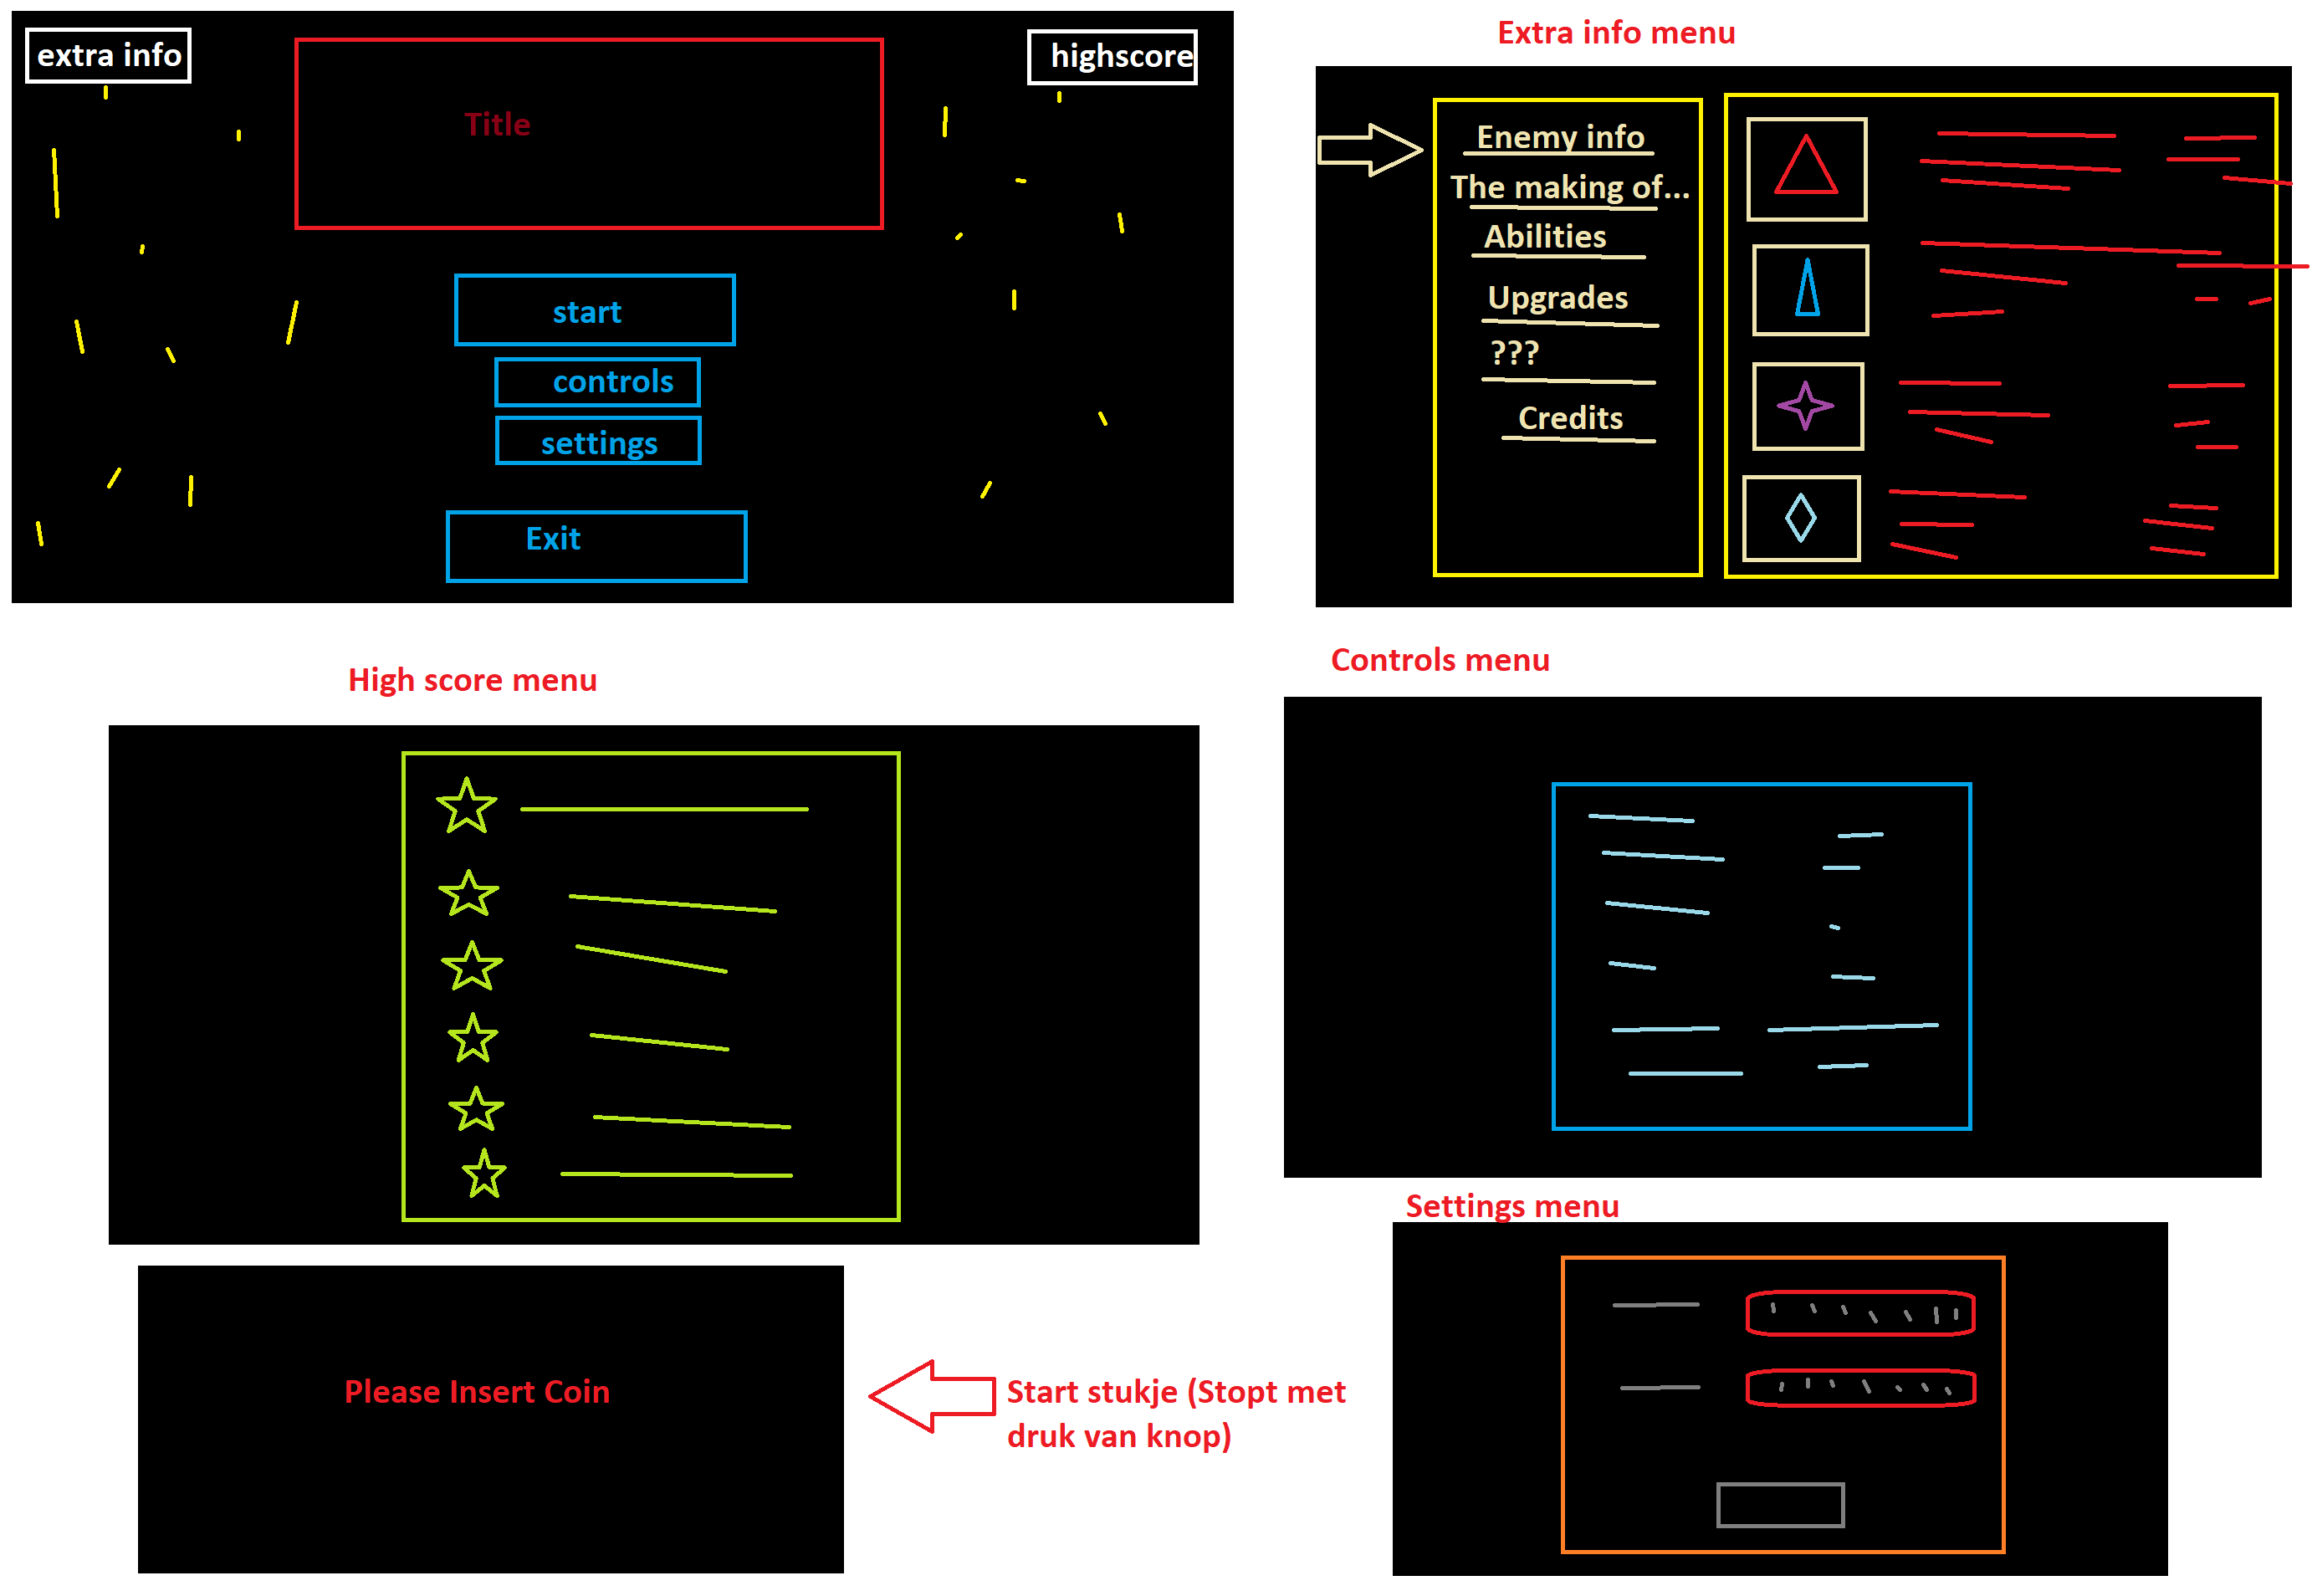 extra info
highscore
Title
start
controls
settings
Exit
Extra info menu
Enemy info
The making of...
Abilities
Upgrades
???
Credits
High score menu
Controls menu
Settings menu
Please Insert Coin
Start stukje (Stopt met
druk van knop)